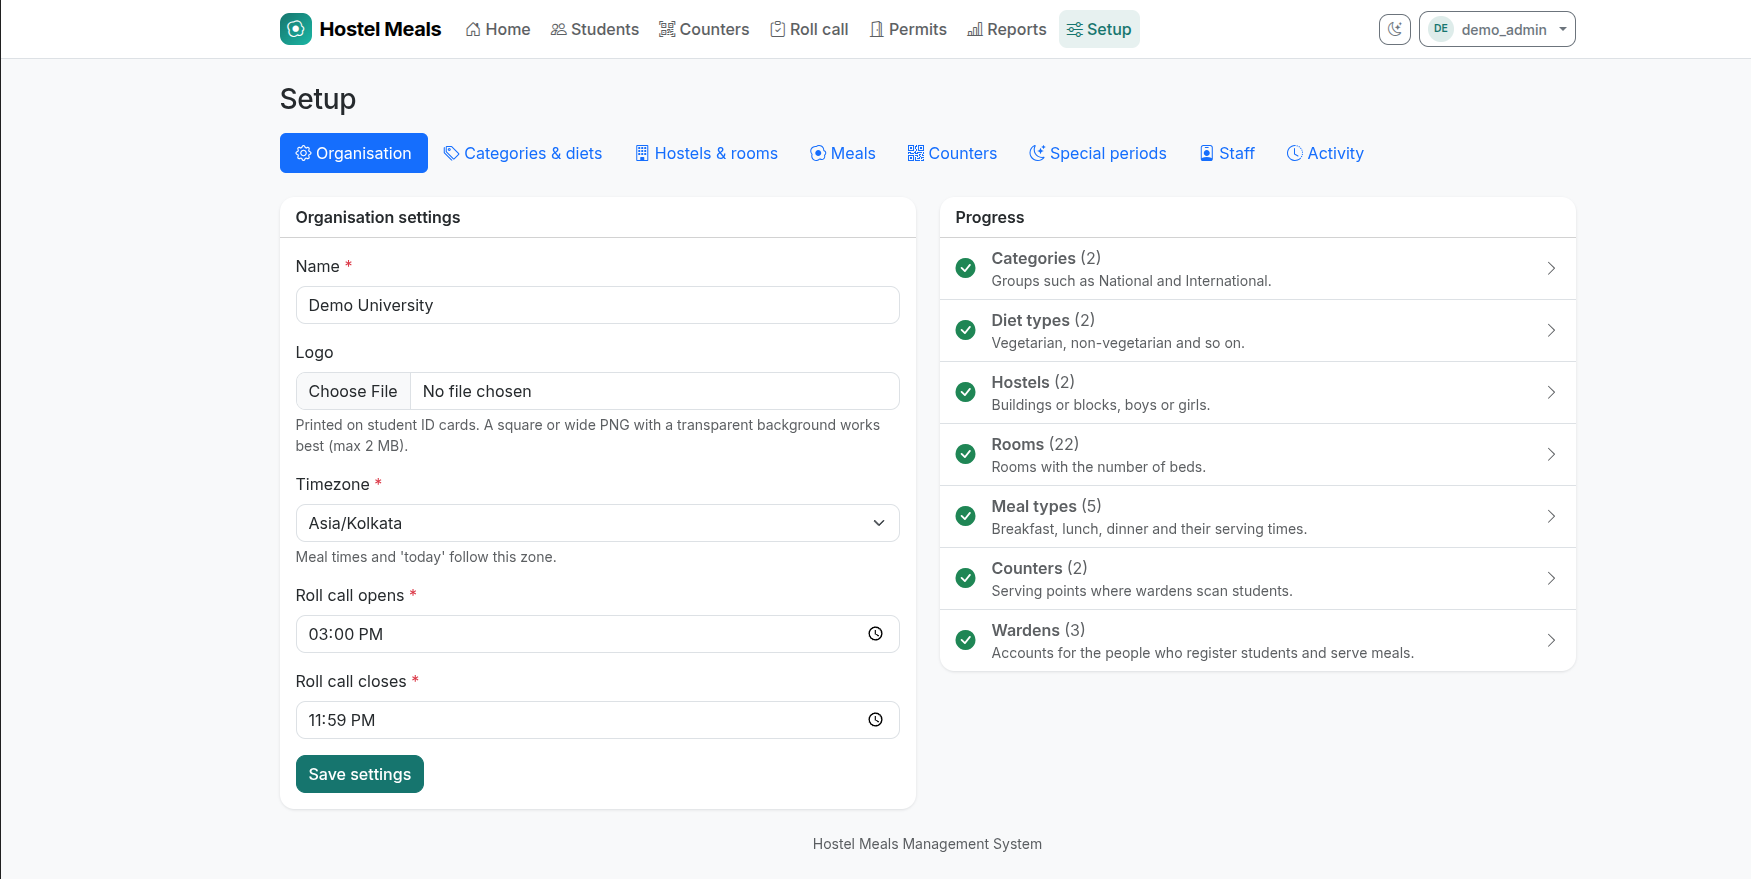 Hostel Meals
Home
Students
Counters
Roll call
Permits
Reports
Setup
DE
demo_admin
Setup
Organisation
Categories & diets
Hostels & rooms
Meals
Counters
Special periods
Staff
Activity
Organisation settings
Name *
Demo University
Logo
Choose File
No file chosen
Printed on student ID cards. A square or wide PNG with a transparent background works
best (max 2 MB).
Timezone *
Asia/Kolkata
Meal times and 'today' follow this zone.
Roll call opens *
03:00 PM
Roll call closes *
11:59 PM
Save settings
Progress
Categories (2)
Groups such as National and International.
Diet types (2)
Vegetarian, non-vegetarian and so on.
Hostels (2)
Buildings or blocks, boys or girls.
Rooms (22)
Rooms with the number of beds.
Meal types (5)
Breakfast, lunch, dinner and their serving times.
Counters (2)
Serving points where wardens scan students.
Wardens (3)
Accounts for the people who register students and serve meals.
Hostel Meals Management System